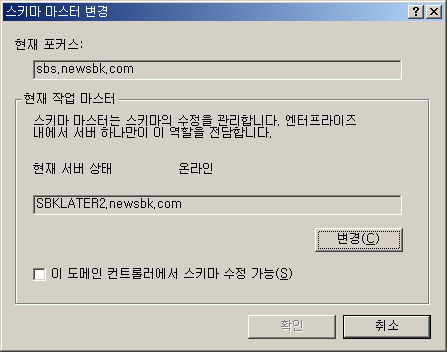 스키마 마스터 변경
현재 포커스:
sbs.newsbk.com
현재 작업 마스터
스키마 마스터는 스키마의 수정을 관리합니다. 엔터프라이즈
내에서 서버 하나만이 이 역할을 전담합니다.
현재 서버 상태 온라인
SBKLATER2.newsbk.com
변경(C)
이 도메인 컨트롤러에서 스키마 수정 가능(S)
확인 취소